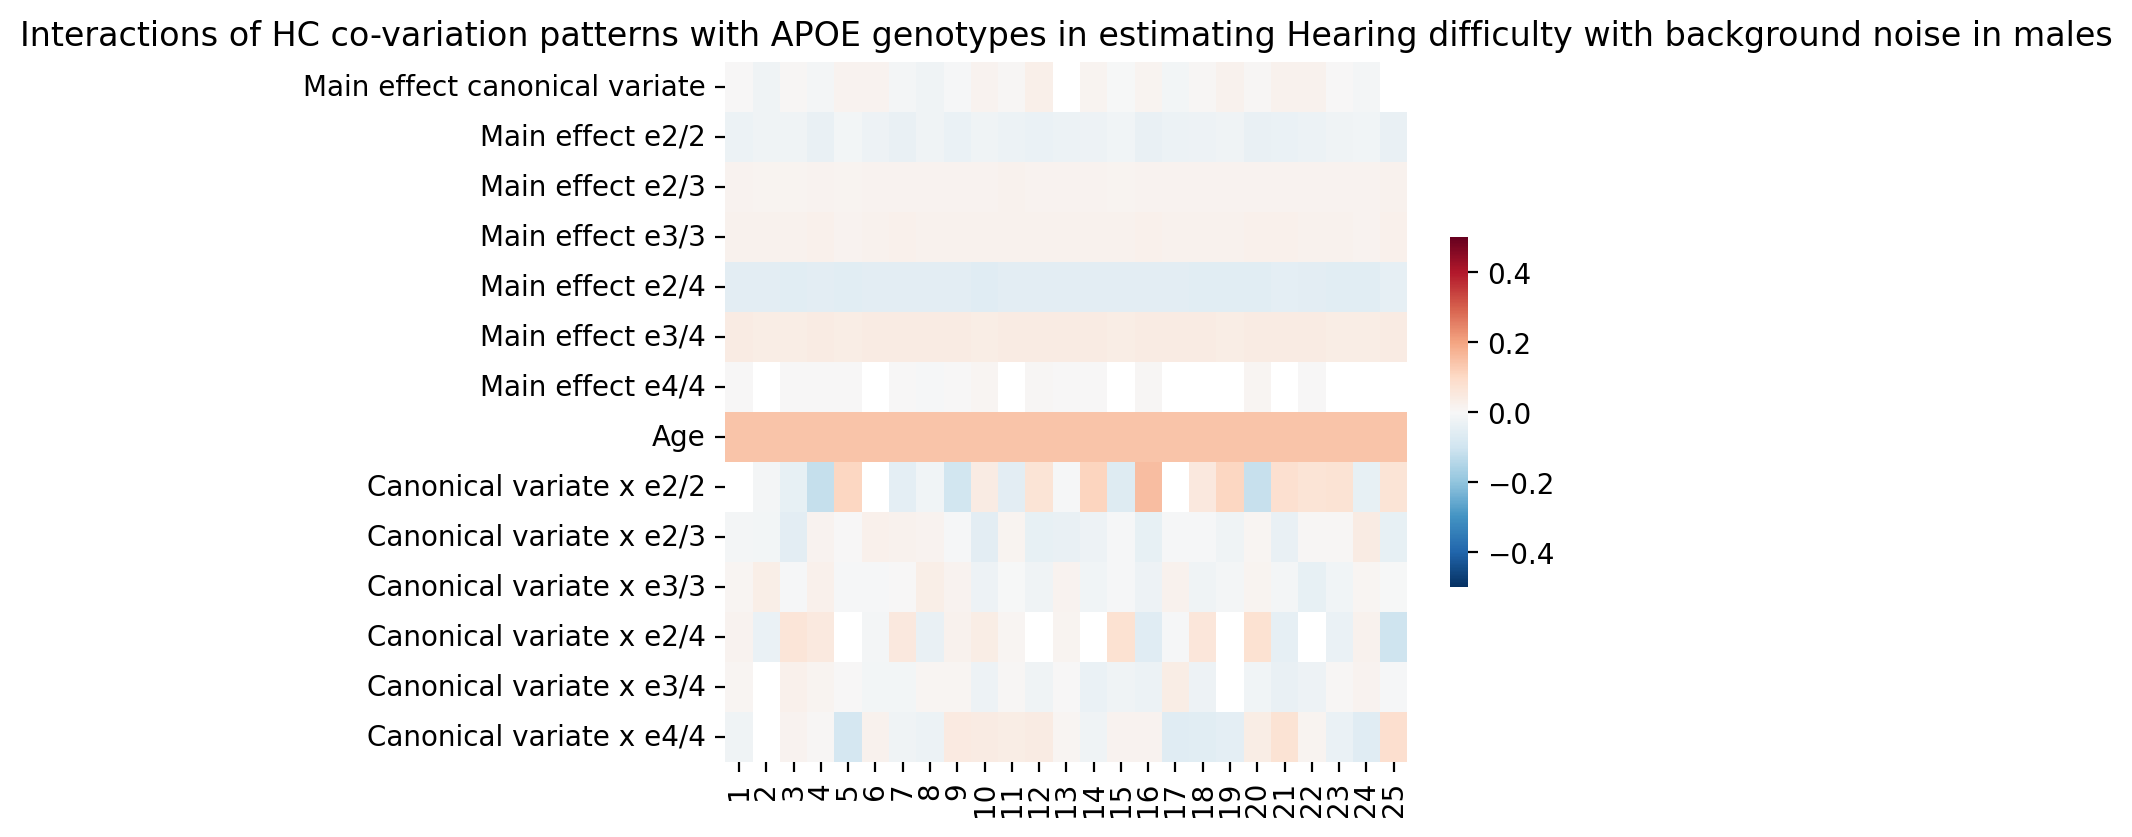 Interactions of HC co-variation patterns with APOE genotypes in estimating Hearing difficulty with background noise in males
Main effect canonical variate
Main effect e2/2
Main effect e2/3
Main effect e3/3
Main effect e2/4
Main effect e3/4
Main effect e4/4
Age
Canonical variate x e2/2
Canonical variate x e2/3
Canonical variate x e3/3
Canonical variate x e2/4
Canonical variate x e3/4
Canonical variate x e4/4
1 2 3 4 5 6 7 8 9 10 11 12 13 14 15 16 17 18 19 20 21 22 23 24 25
0.4
0.2
0.0
−0.2
−0.4